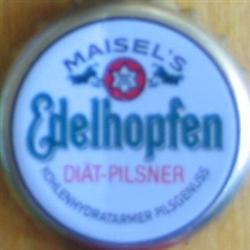 MAISEL'S
Edelhopfen
DIÄT-PILSNER
KOHLENHYDRATARMER PILSGENUSS